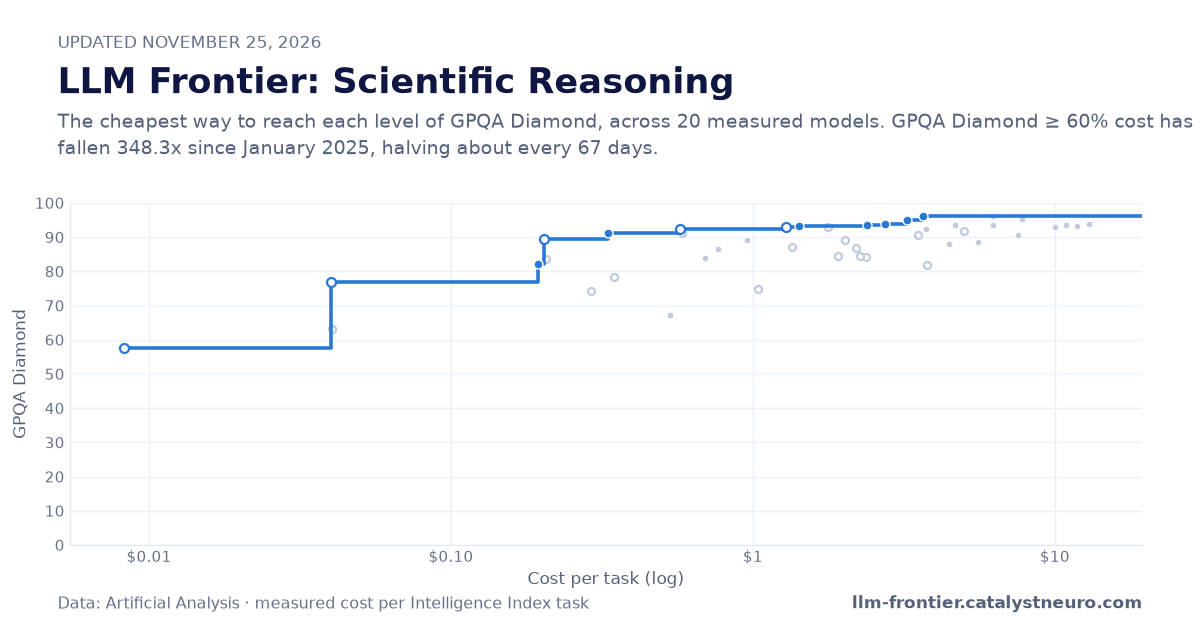 UPDATED NOVEMBER 25, 2026
LLM Frontier: Scientific Reasoning
The cheapest way to reach each level of GPQA Diamond, across 20 measured models. GPQA Diamond ≥ 60% cost has
fallen 348.3x since January 2025, halving about every 67 days.
GPQA Diamond
100
90
80
70
60
50
40
30
20
10
0
$0.01
$0.10
$1
$10
Cost per task (log)
Data: Artificial Analysis · measured cost per Intelligence Index task
llm-frontier.catalystneuro.com